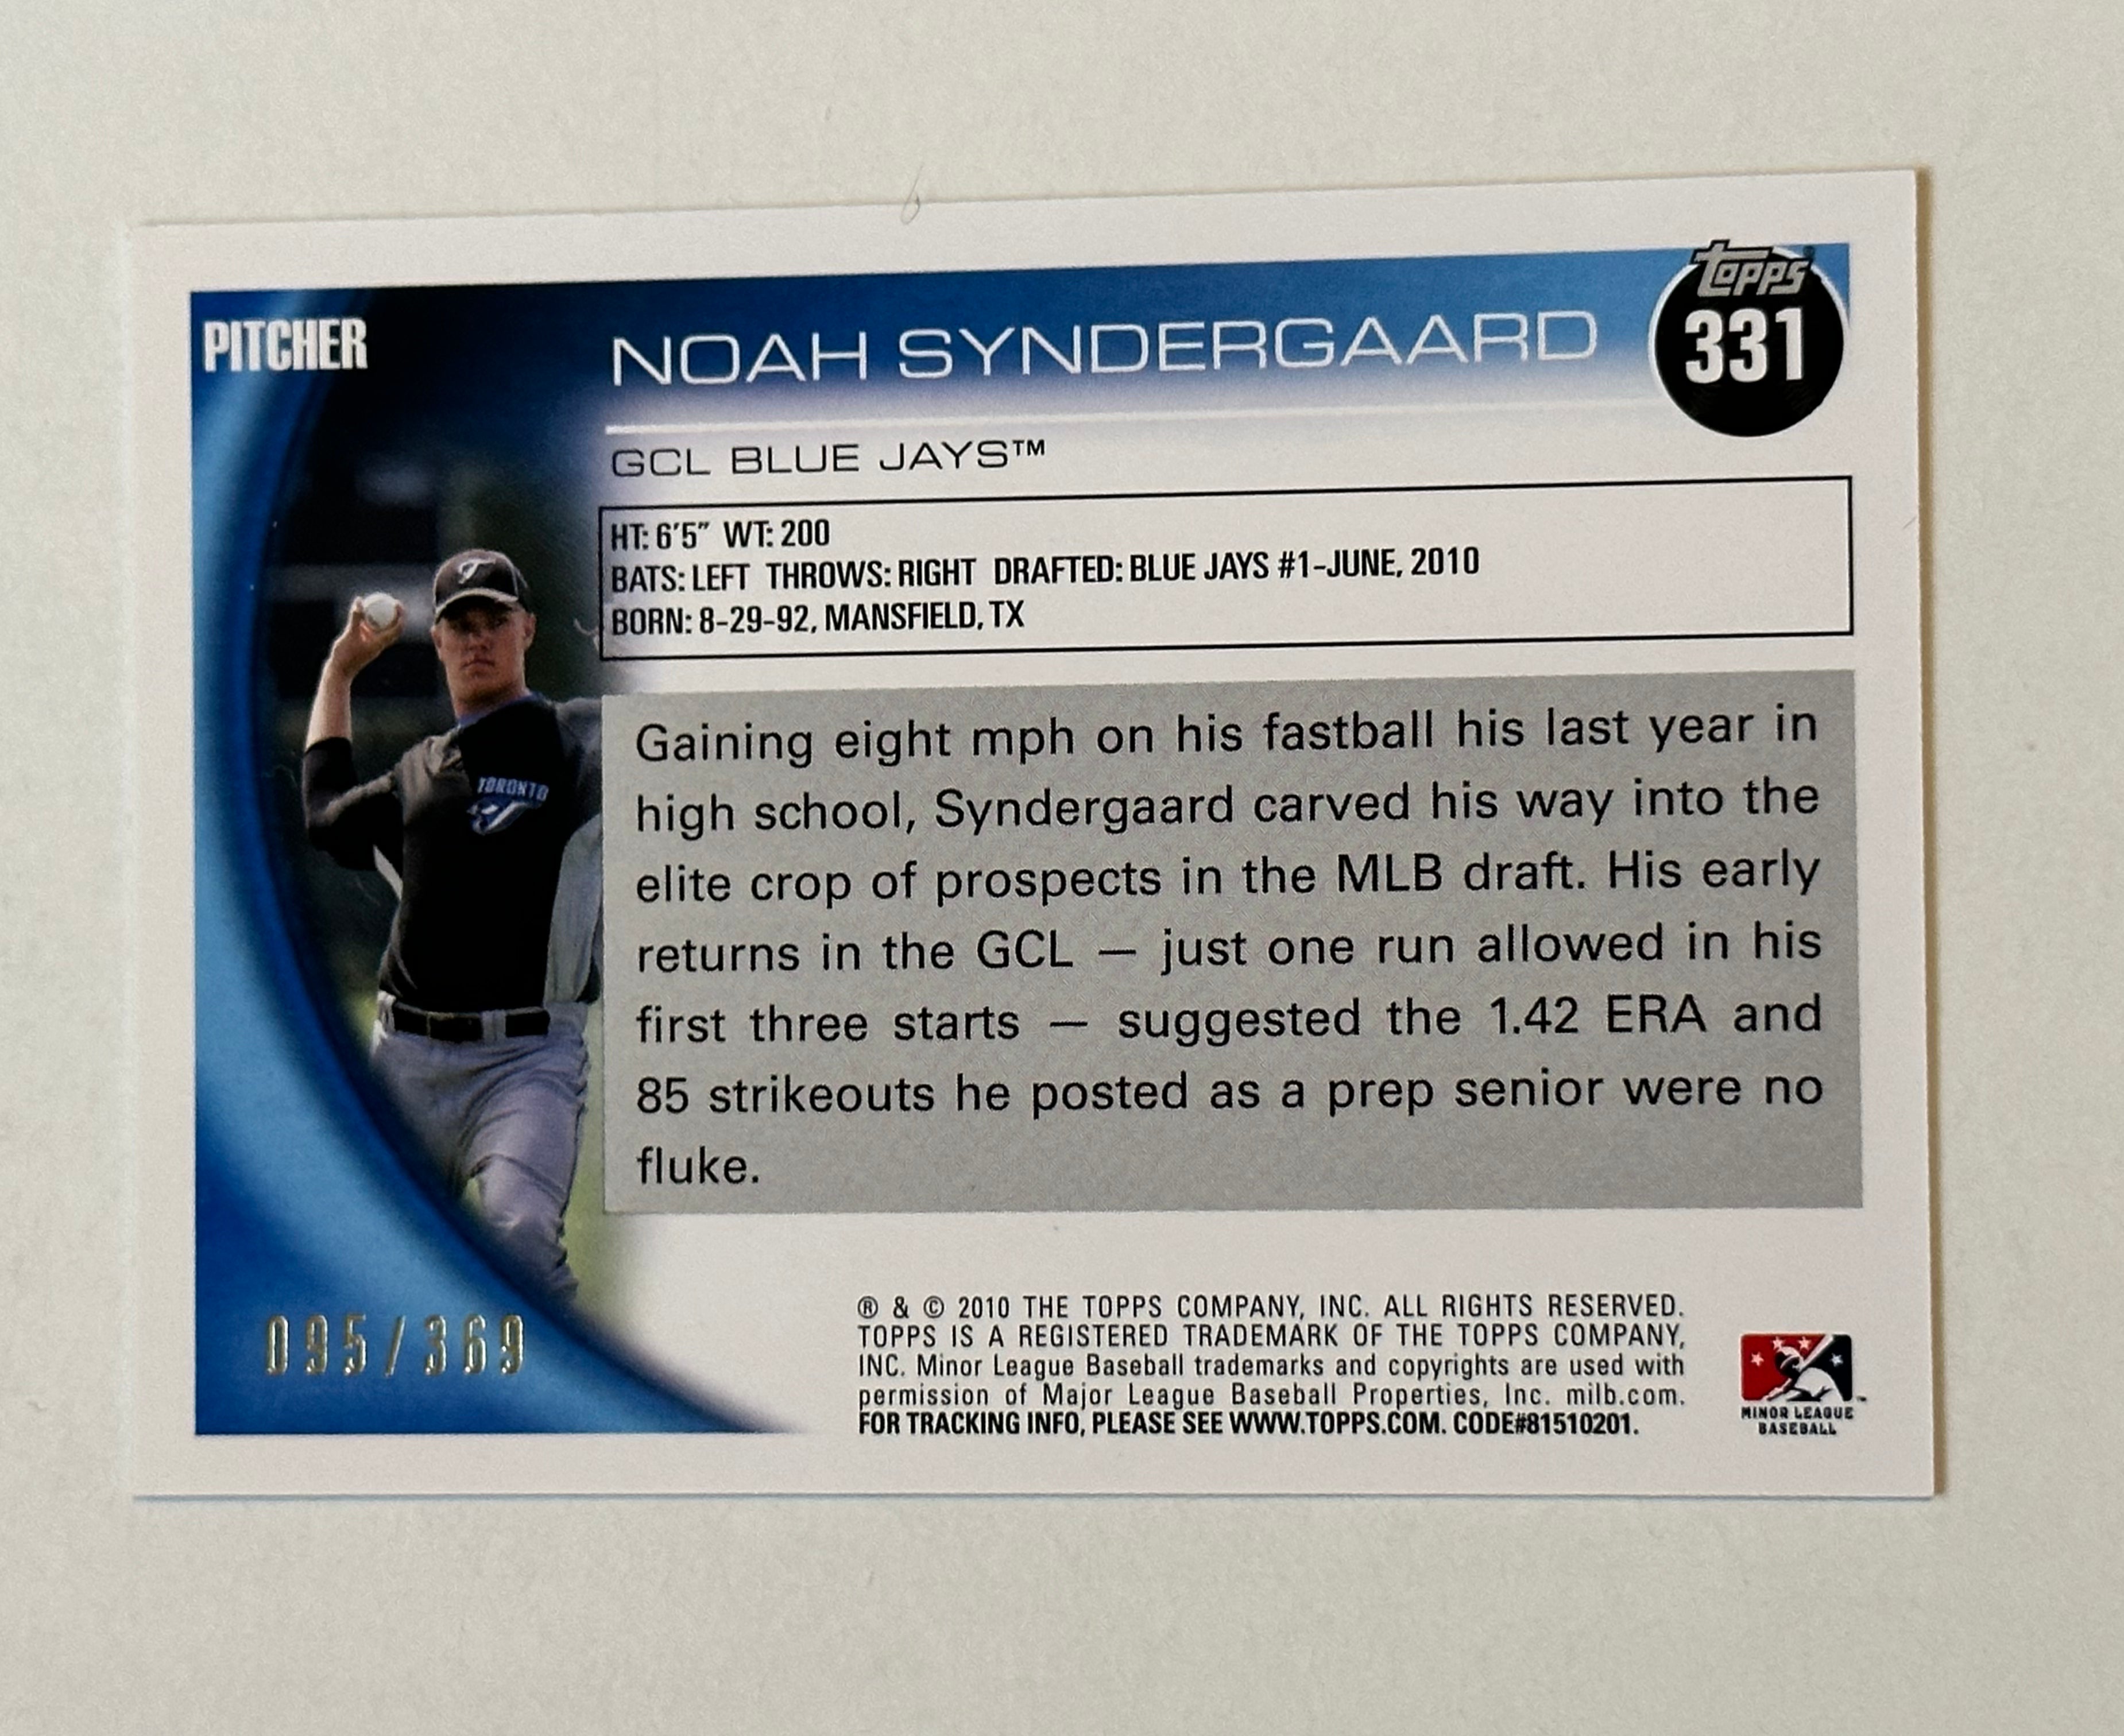 PITCHER
NOAH SYNDERGAARD
Topps®
331
GCL BLUE JAYS™
HT: 6'5" WT: 200
BATS: LEFT THROWS: RIGHT DRAFTED: BLUE JAYS #1-JUNE, 2010
BORN: 8-29-92, MANSFIELD, TX
TORONTO
Gaining eight mph on his fastball his last year in
high school, Syndergaard carved his way into the
elite crop of prospects in the MLB draft. His early
returns in the GCL — just one run allowed in his
first three starts — suggested the 1.42 ERA and
85 strikeouts he posted as a prep senior were no
fluke.
095/369
® & © 2010 THE TOPPS COMPANY, INC. ALL RIGHTS RESERVED.
TOPPS IS A REGISTERED TRADEMARK OF THE TOPPS COMPANY,
INC. Minor League Baseball trademarks and copyrights are used with
permission of Major League Baseball Properties, Inc. milb.com.
FOR TRACKING INFO, PLEASE SEE WWW.TOPPS.COM. CODE#81510201.
MINOR LEAGUE™
BASEBALL